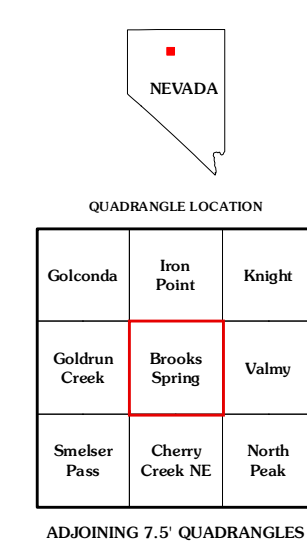 NEVADA
QUADRANGLE LOCATION
Golconda
Iron
Point
Knight
Goldrun
Creek
Brooks
Spring
Valmy
Smelser
Pass
Cherry
Creek NE
North
Peak
ADJOINING 7.5' QUADRANGLES